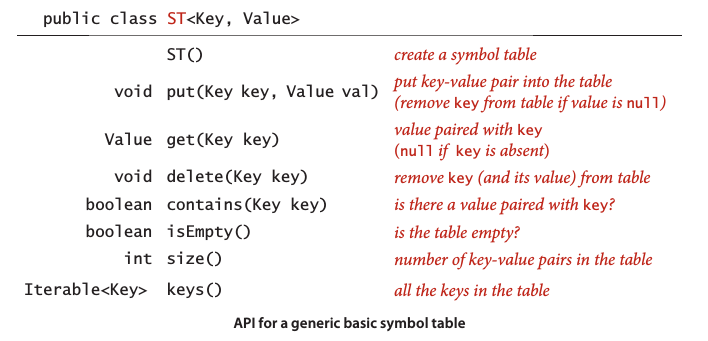 public class ST<Key, Value>
ST() create a symbol table
void put(Key key, Value val) put key-value pair into the table
(remove key from table if value is null)
Value get(Key key) value paired with key
(null if key is absent)
void delete(Key key) remove key (and its value) from table
boolean contains(Key key) is there a value paired with key?
boolean isEmpty() is the table empty?
int size() number of key-value pairs in the table
Iterable<Key> keys() all the keys in the table
API for a generic basic symbol table